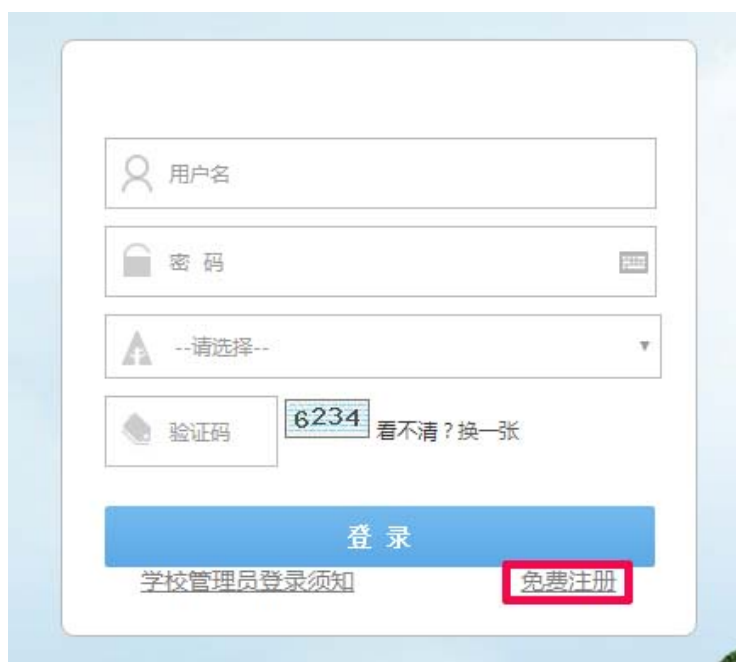 用户名
密 码
--请选择--
验证码 6234 看不清？换一张
登 录
学校管理员登录须知 免费注册